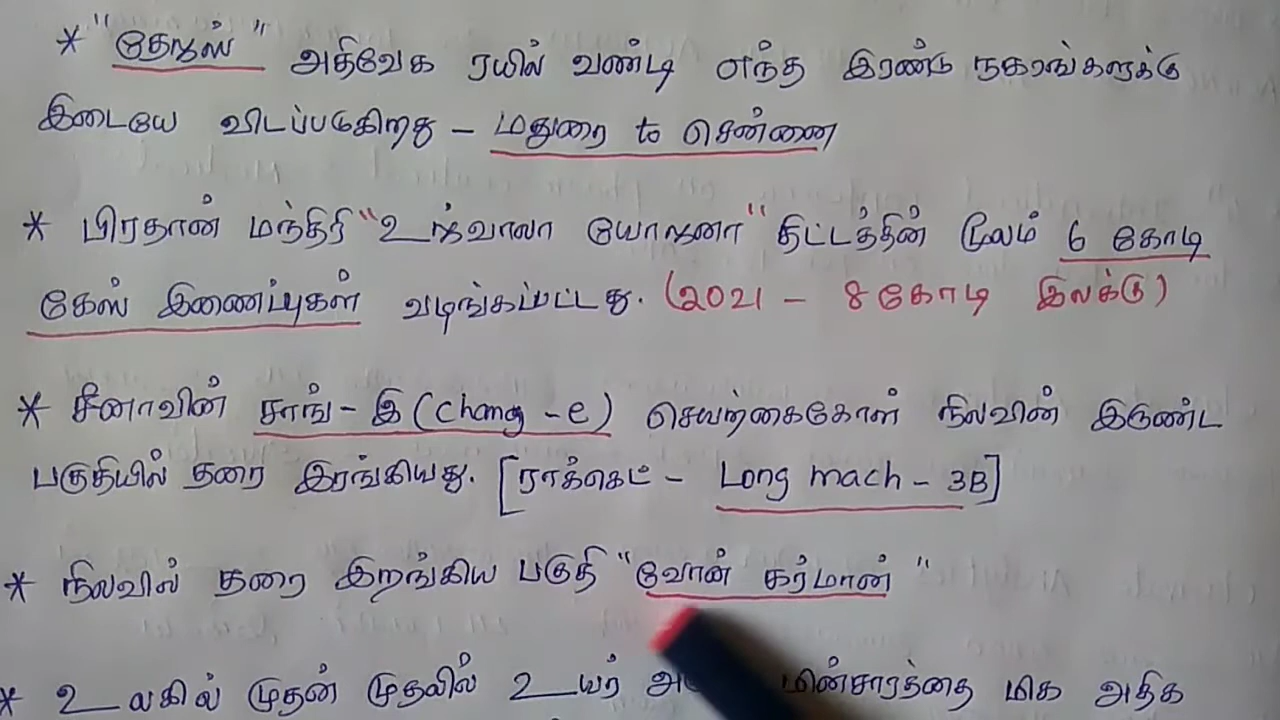 * "தேஜஸ்" அதிவேக ரயில் வண்டி எந்த இரண்டு நகரங்களுக்கு
இடையே விடப்படுகிறது – மதுரை to சென்னை
* பிரதான் மந்திரி "உஜ்வாலா யோஜனா" திட்டத்தின் மூலம் 6 கோடி
கேஸ் இணைப்புகள் வழங்கப்பட்டது. (2021 – 8 கோடி இலக்கு)
* சீனாவின் சாங் - இ (chang - e) செயற்கைகோள் நிலவின் இருண்ட
பகுதியில் தரை இரங்கியது. [ராக்கெட் – Long mach - 3B]
* நிலவில் தரை இறங்கிய பகுதி "வோன் கர்மான்"
* உலகில் முதன் முதலில் உயர் மின்சாரத்தை மிக அதிக